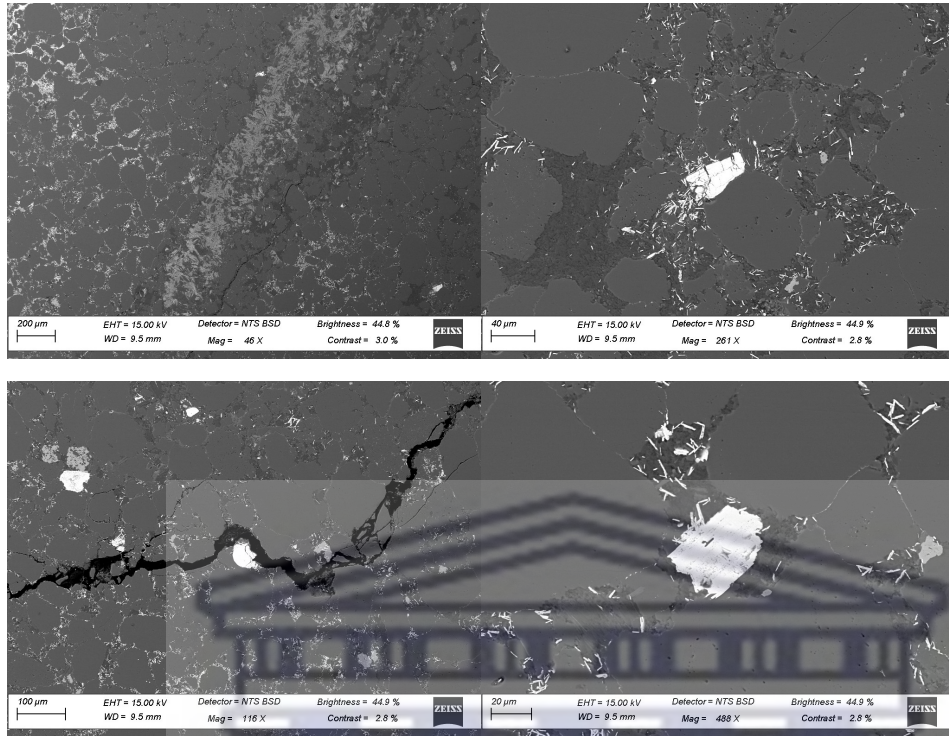 200 µm EHT = 15.00 kV Detector = NTS BSD Brightness = 44.8 % ZEISS
WD = 9.5 mm Mag = 46 X Contrast = 3.0 %
40 µm EHT = 15.00 kV Detector = NTS BSD Brightness = 44.9 % ZEISS
WD = 9.5 mm Mag = 261 X Contrast = 2.8 %
100 µm EHT = 15.00 kV Detector = NTS BSD Brightness = 44.9 % ZEISS
WD = 9.5 mm Mag = 116 X Contrast = 2.8 %
20 µm EHT = 15.00 kV Detector = NTS BSD Brightness = 44.9 % ZEISS
WD = 9.5 mm Mag = 488 X Contrast = 2.8 %